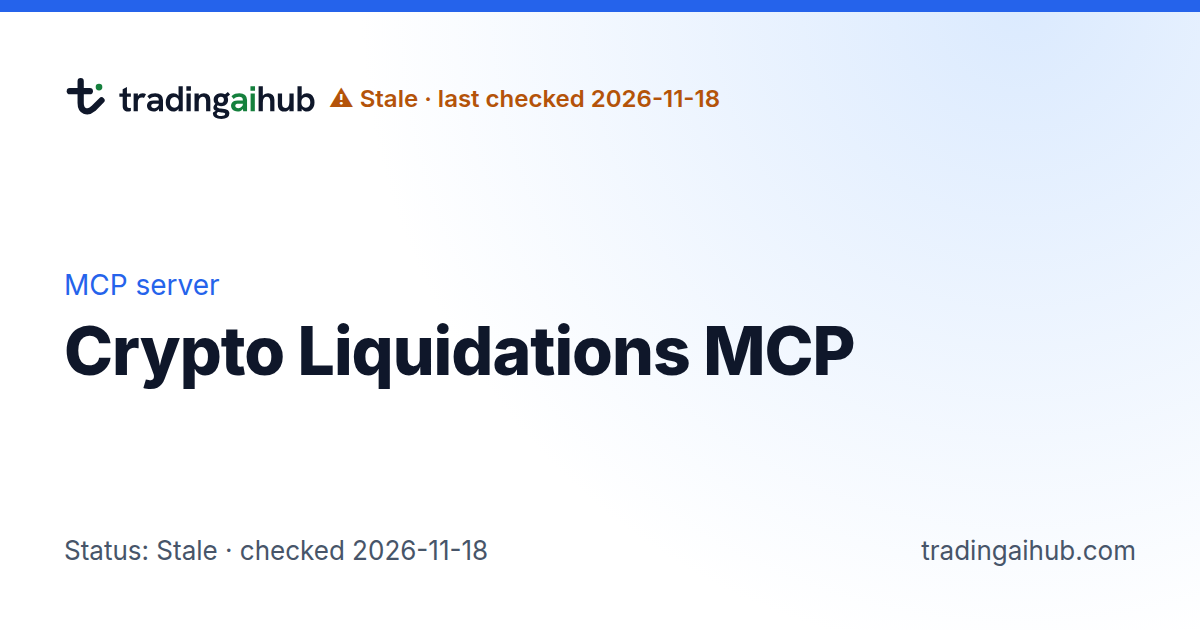 tradingaihub ⚠ Stale · last checked 2026-11-18
MCP server
Crypto Liquidations MCP
Status: Stale · checked 2026-11-18
tradingaihub.com